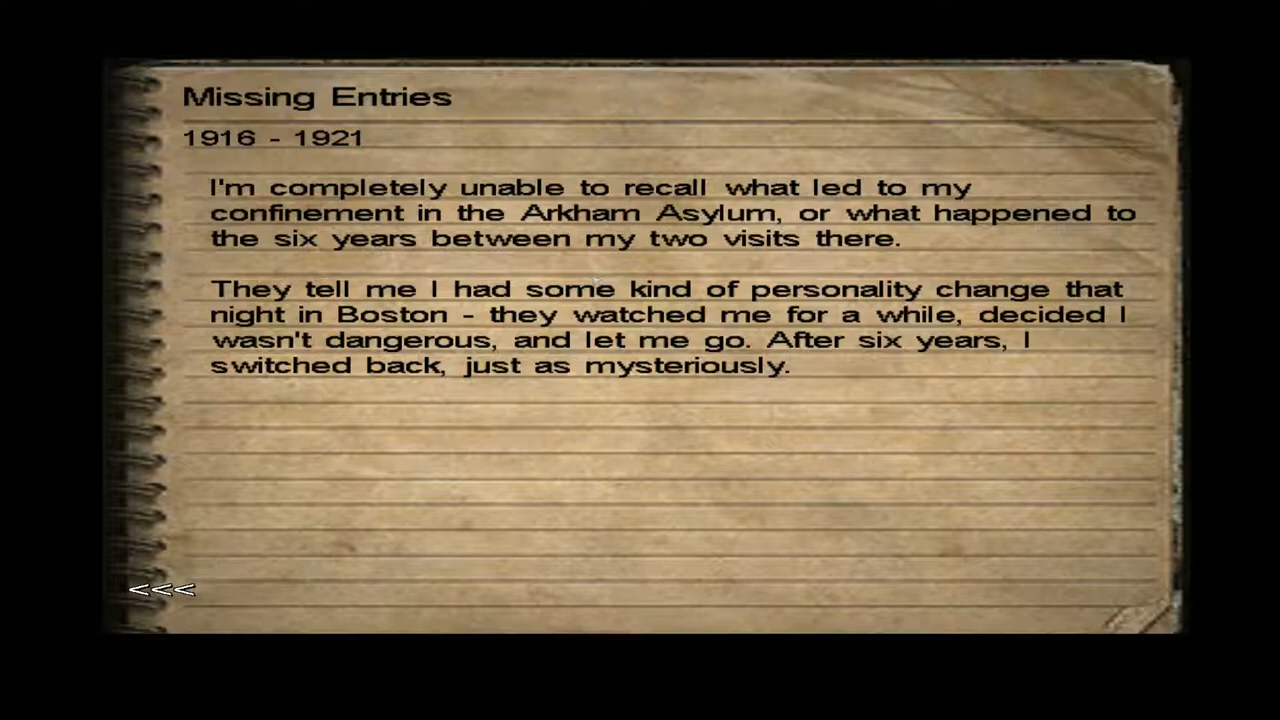 Missing Entries
1916 - 1921
I'm completely unable to recall what led to my
confinement in the Arkham Asylum, or what happened to
the six years between my two visits there.
They tell me I had some kind of personality change that
night in Boston - they watched me for a while, decided I
wasn't dangerous, and let me go. After six years, I
switched back, just as mysteriously.
<<<